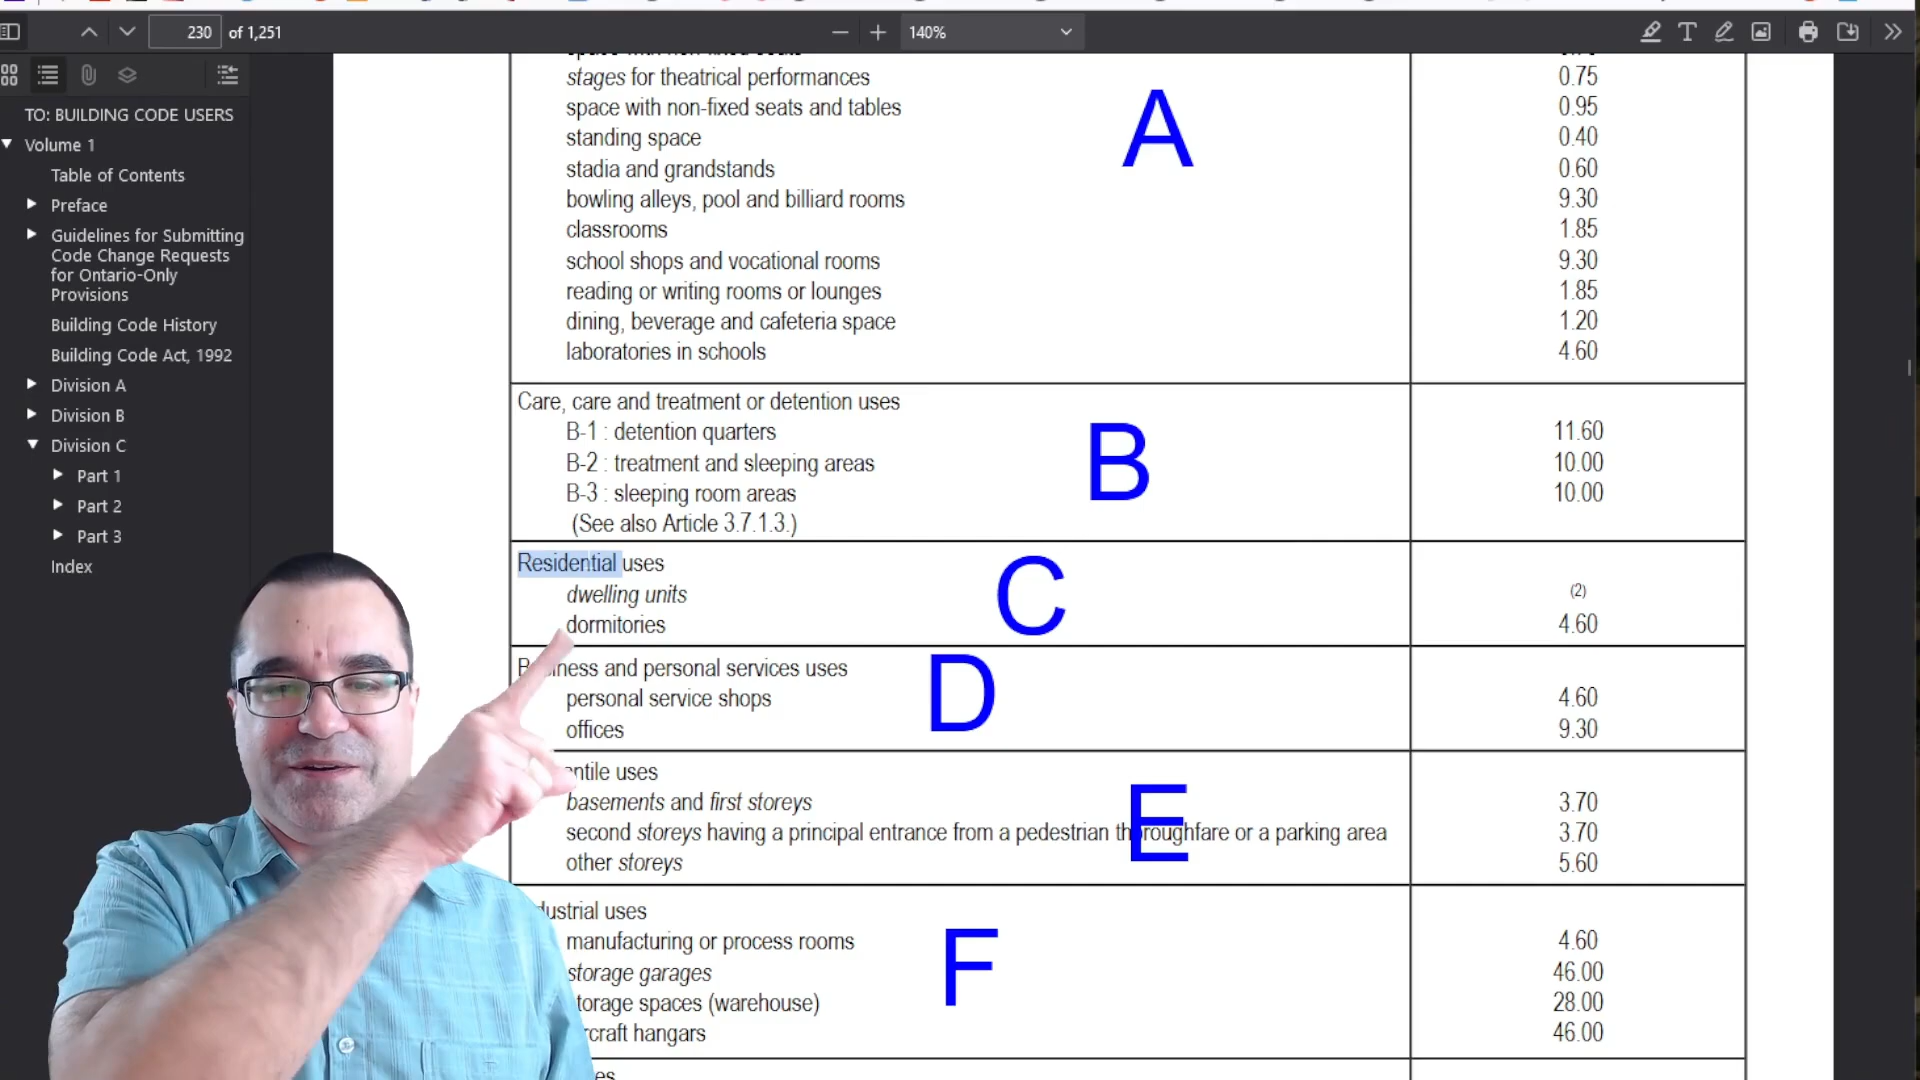 230 of 1,251
140%
TO: BUILDING CODE USERS
Volume 1
Table of Contents
Preface
Guidelines for Submitting
Code Change Requests
for Ontario-Only
Provisions
Building Code History
Building Code Act, 1992
Division A
Division B
Division C
Part 1
Part 2
Part 3
Index
stages for theatrical performances 0.75
space with non-fixed seats and tables 0.95
standing space 0.40
stadia and grandstands 0.60
bowling alleys, pool and billiard rooms 9.30
classrooms 1.85
school shops and vocational rooms 9.30
reading or writing rooms or lounges 1.85
dining, beverage and cafeteria space 1.20
laboratories in schools 4.60
A
Care, care and treatment or detention uses
B-1 : detention quarters 11.60
B-2 : treatment and sleeping areas 10.00
B-3 : sleeping room areas 10.00
(See also Article 3.7.1.3.)
B
Residential uses
dwelling units (2)
dormitories 4.60
C
and personal services uses
personal service shops 4.60
offices 9.30
D
uses
basements and first storeys 3.70
second storeys having a principal entrance from a pedestrian thoroughfare or a parking area 3.70
other storeys 5.60
E
uses
manufacturing or process rooms 4.60
storage garages 46.00
storage spaces (warehouse) 28.00
hangars 46.00
F